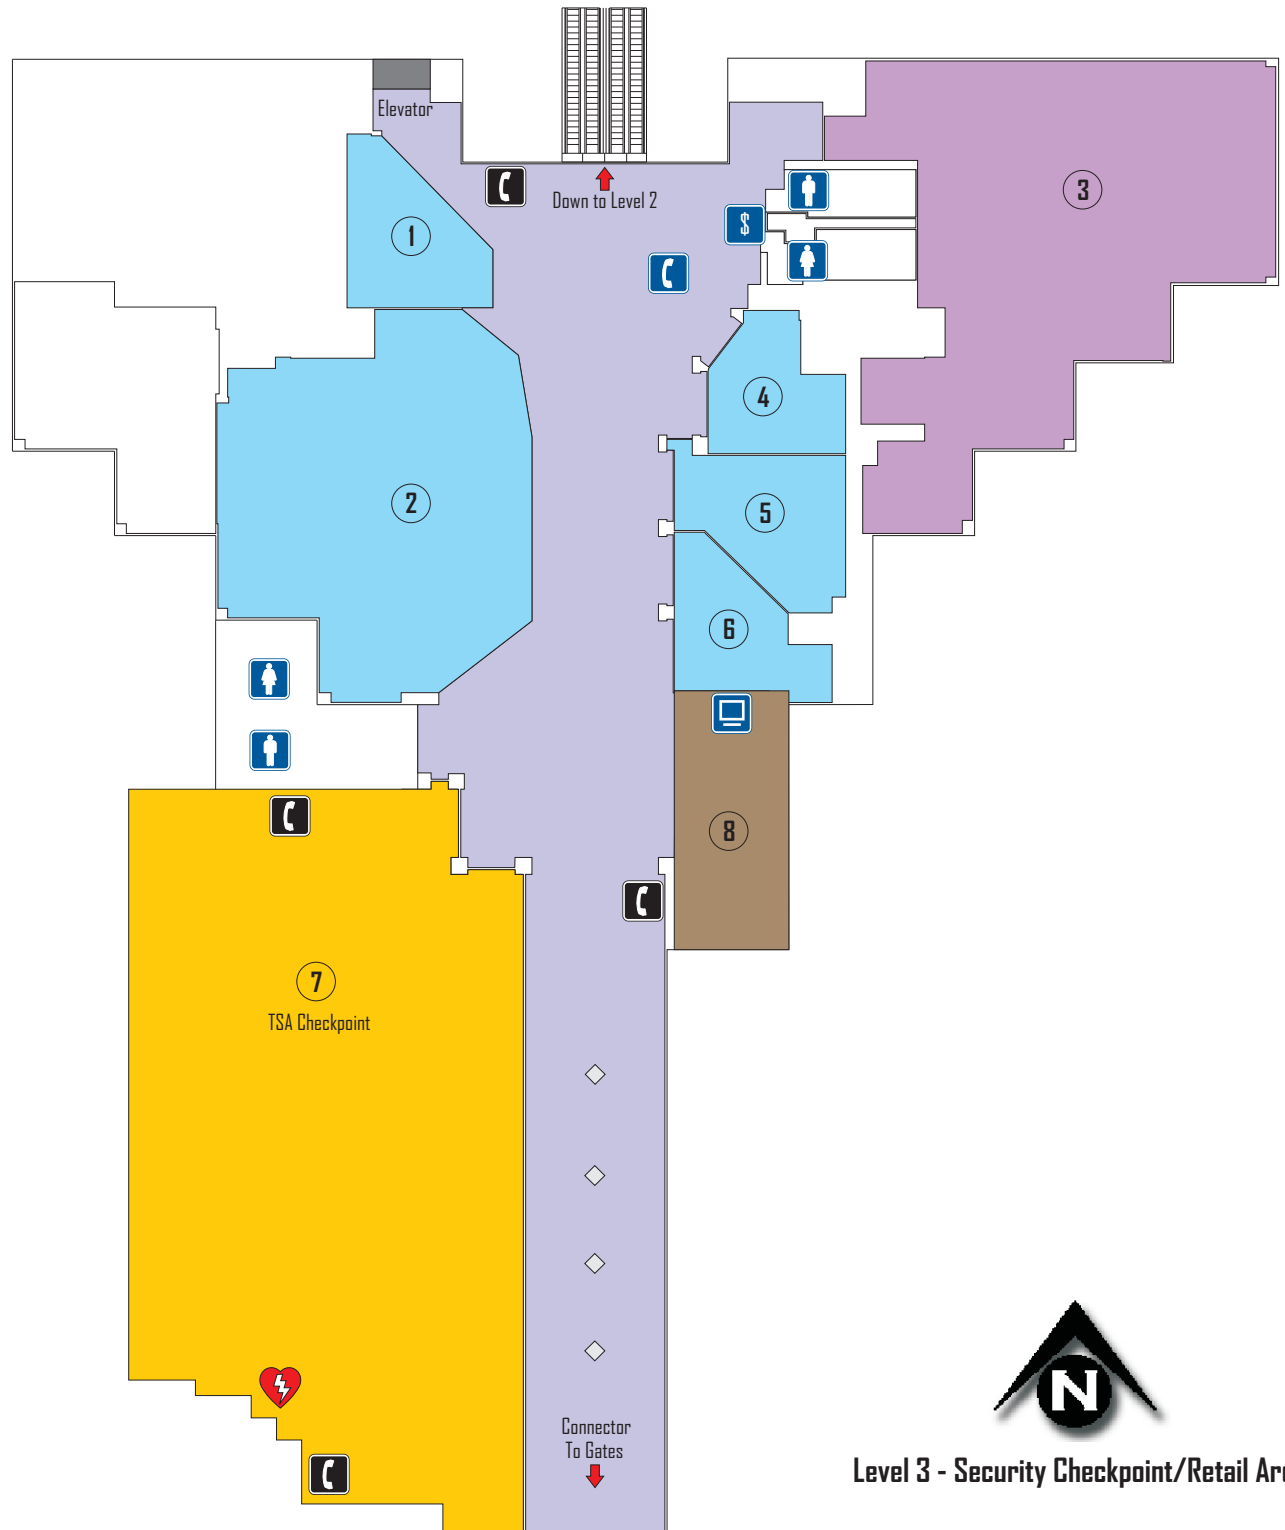 Elevator
Down to Level 2
$
1
3
2
4
5
6
8
7
TSA Checkpoint
Connector
To Gates
N
Level 3 - Security Checkpoint/Retail